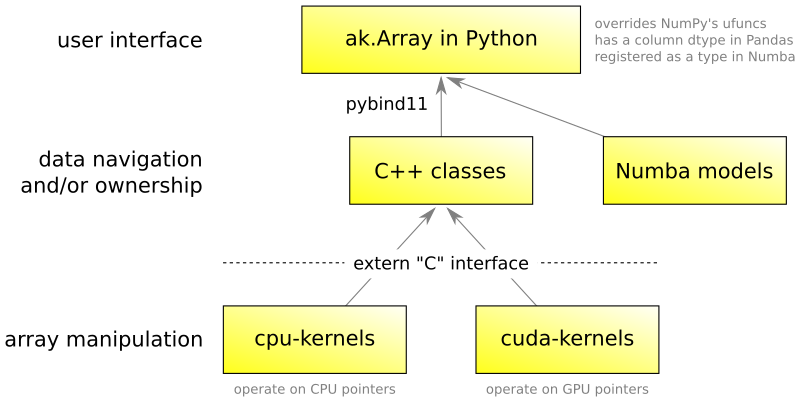 user interface
ak.Array in Python
overrides NumPy's ufuncs
has a column dtype in Pandas
registered as a type in Numba
pybind11
data navigation
and/or ownership
C++ classes
Numba models
extern "C" interface
array manipulation
cpu-kernels
cuda-kernels
operate on CPU pointers
operate on GPU pointers